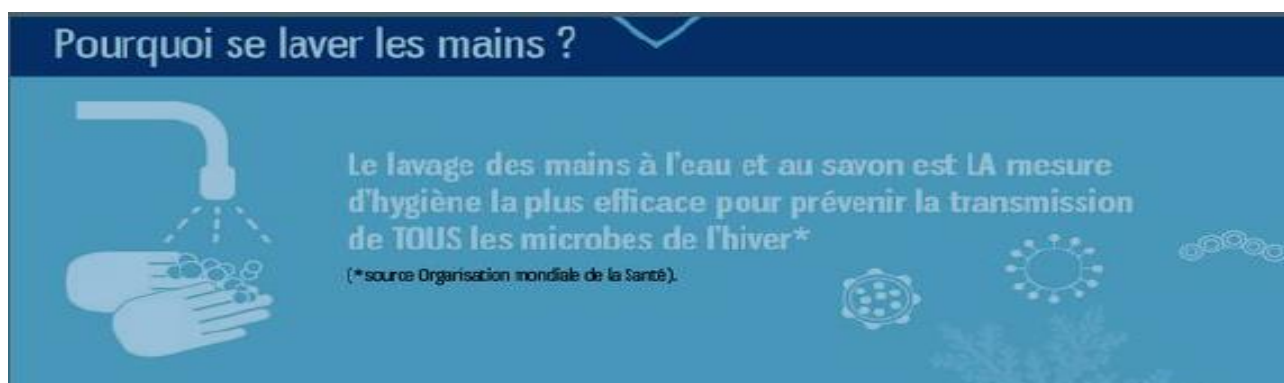 Pourquoi se laver les mains ?
Le lavage des mains à l'eau et au savon est LA mesure
d'hygiène la plus efficace pour prévenir la transmission
de TOUS les microbes de l'hiver*
(*source Organisation mondiale de la Santé).